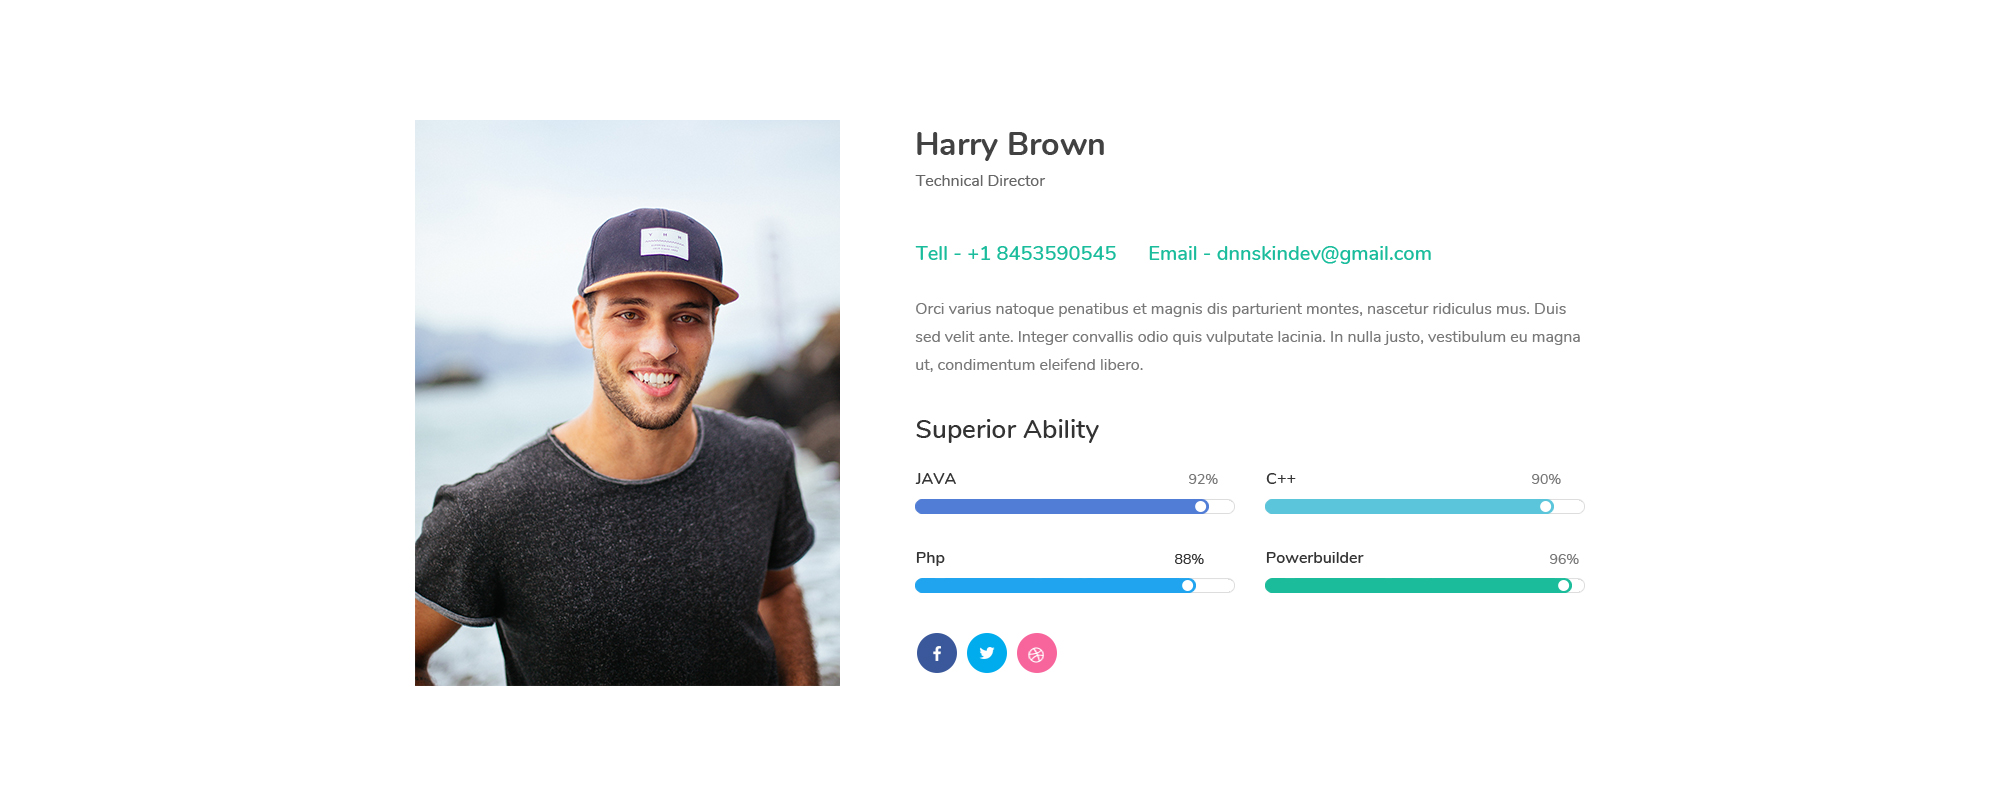 Harry Brown
Technical Director
Tell - +1 8453590545 Email - dnnskindev@gmail.com
Orci varius natoque penatibus et magnis dis parturient montes, nascetur ridiculus mus. Duis
sed velit ante. Integer convallis odio quis vulputate lacinia. In nulla justo, vestibulum eu magna
ut, condimentum eleifend libero.
Superior Ability
JAVA 92% C++ 90%
Php 88% Powerbuilder 96%